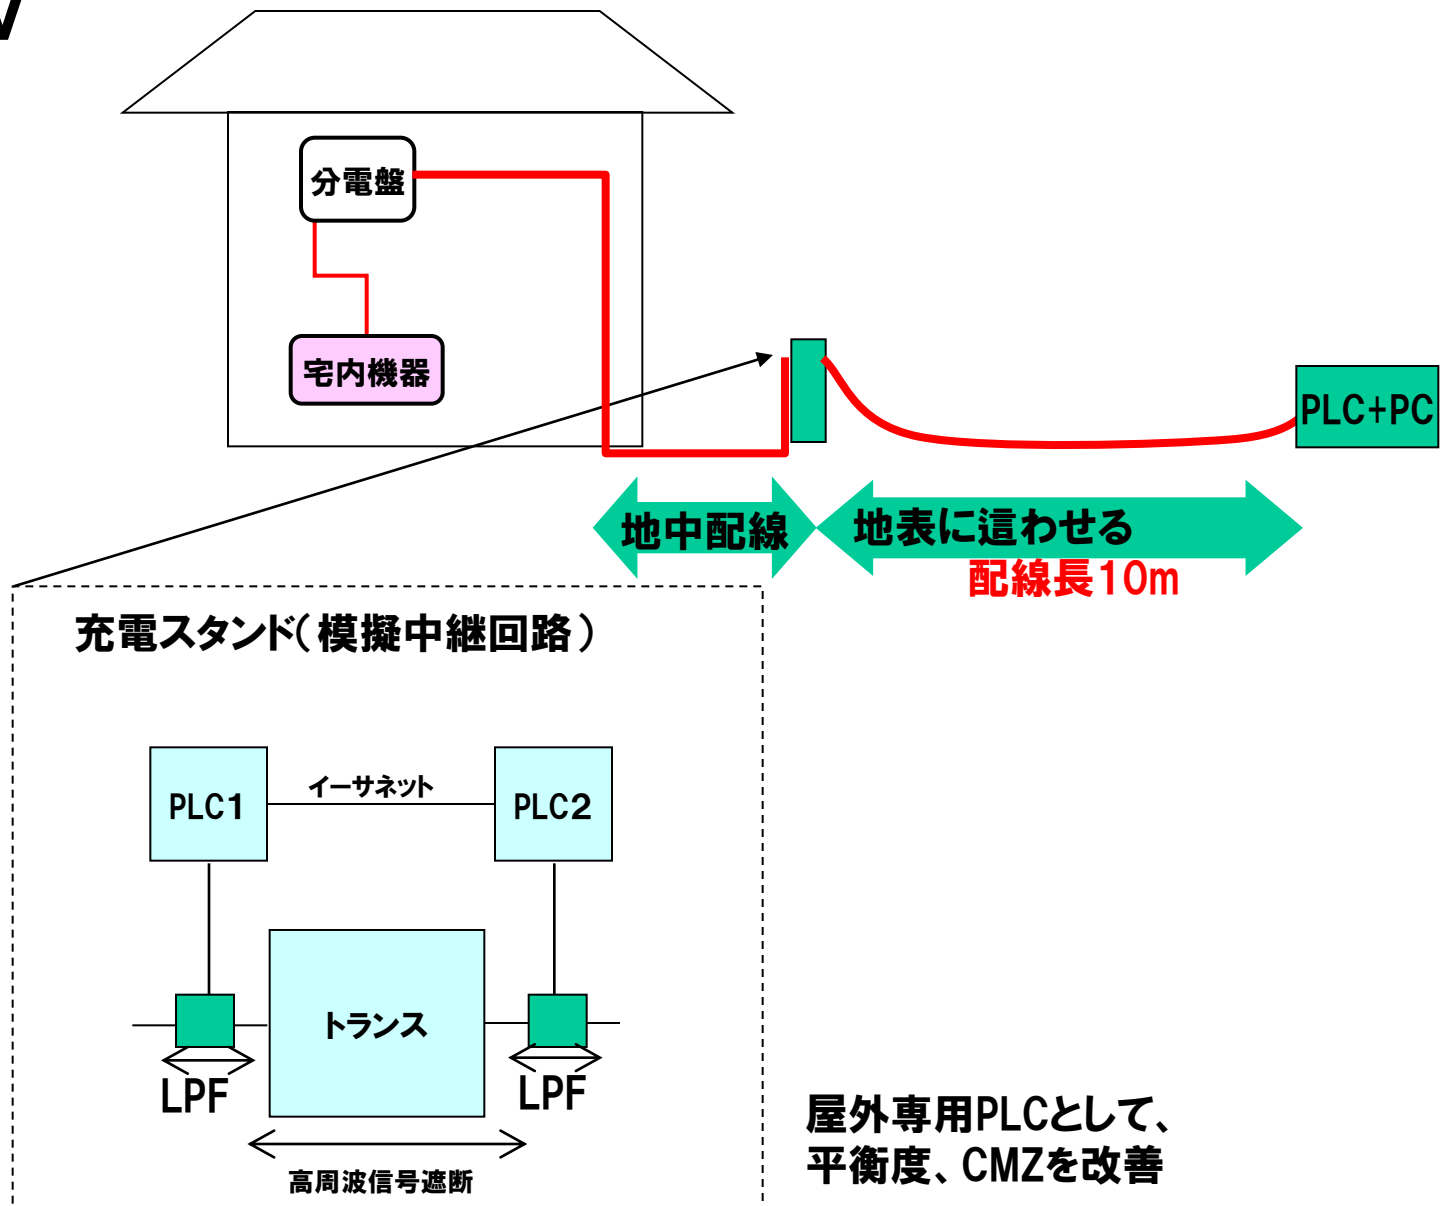 分電盤
宅内機器
PLC+PC
地中配線
地表に這わせる
配線長10m
充電スタンド(模擬中継回路)
イーサネット
PLC1
PLC2
トランス
LPF
LPF
高周波信号遮断
屋外専用PLCとして、
平衡度、CMZを改善